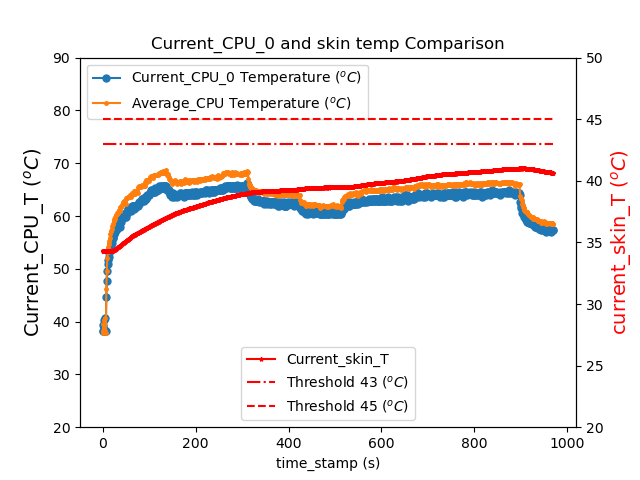 Current_CPU_0 and skin temp Comparison
Current_CPU_0 Temperature (°C)
Average_CPU Temperature (°C)
Current_CPU_T (°C)
90
80
70
60
50
40
30
20
50
45
40
35
30
25
20
current_skin_T (°C)
Current_skin_T
Threshold 43 (°C)
Threshold 45 (°C)
0 200 400 600 800 1000
time_stamp (s)